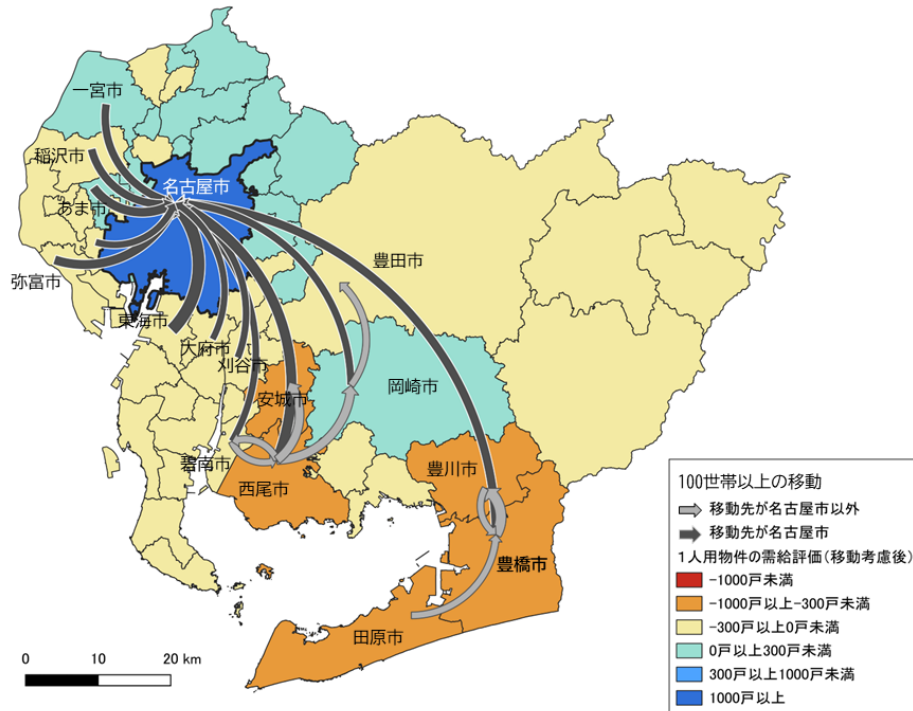 一宮市
稲沢市
名古屋市
あま市
弥富市
豊田市
東海市
大府市
刈谷市
安城市
岡崎市
碧南市
西尾市
豊川市
豊橋市
田原市
0 10 20 km
100世帯以上の移動
移動先が名古屋市以外
移動先が名古屋市
1人用物件の需給評価(移動考慮後)
-1000戸未満
-1000戸以上-300戸未満
-300戸以上0戸未満
0戸以上300戸未満
300戸以上1000戸未満
1000戸以上